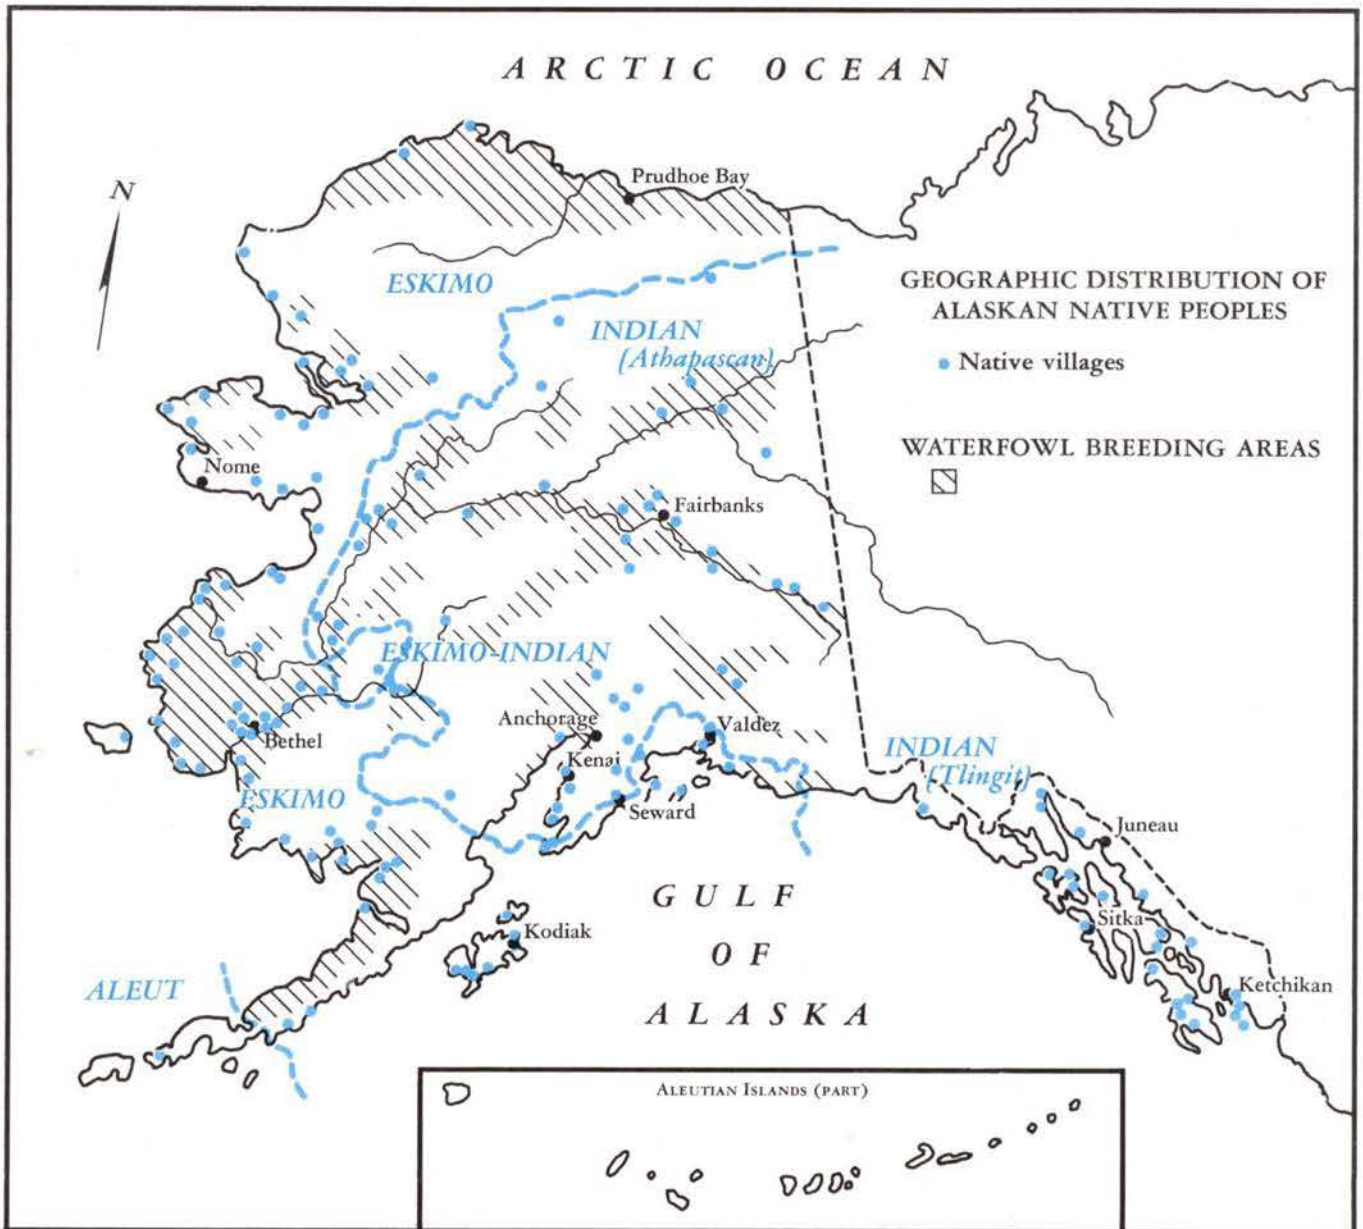 ARCTIC OCEAN
N
Prudhoe Bay
ESKIMO
GEOGRAPHIC DISTRIBUTION OF
ALASKAN NATIVE PEOPLES
Native villages
INDIAN
(Athapascan)
WATERFOWL BREEDING AREAS
Nome
Fairbanks
ESKIMO-INDIAN
Anchorage
Valdez
Bethel
Kenai
INDIAN
(Tlingit)
ESKIMO
Seward
Juneau
GULF
OF
ALASKA
Kodiak
Sitka
ALEUT
Ketchikan
ALEUTIAN ISLANDS (PART)